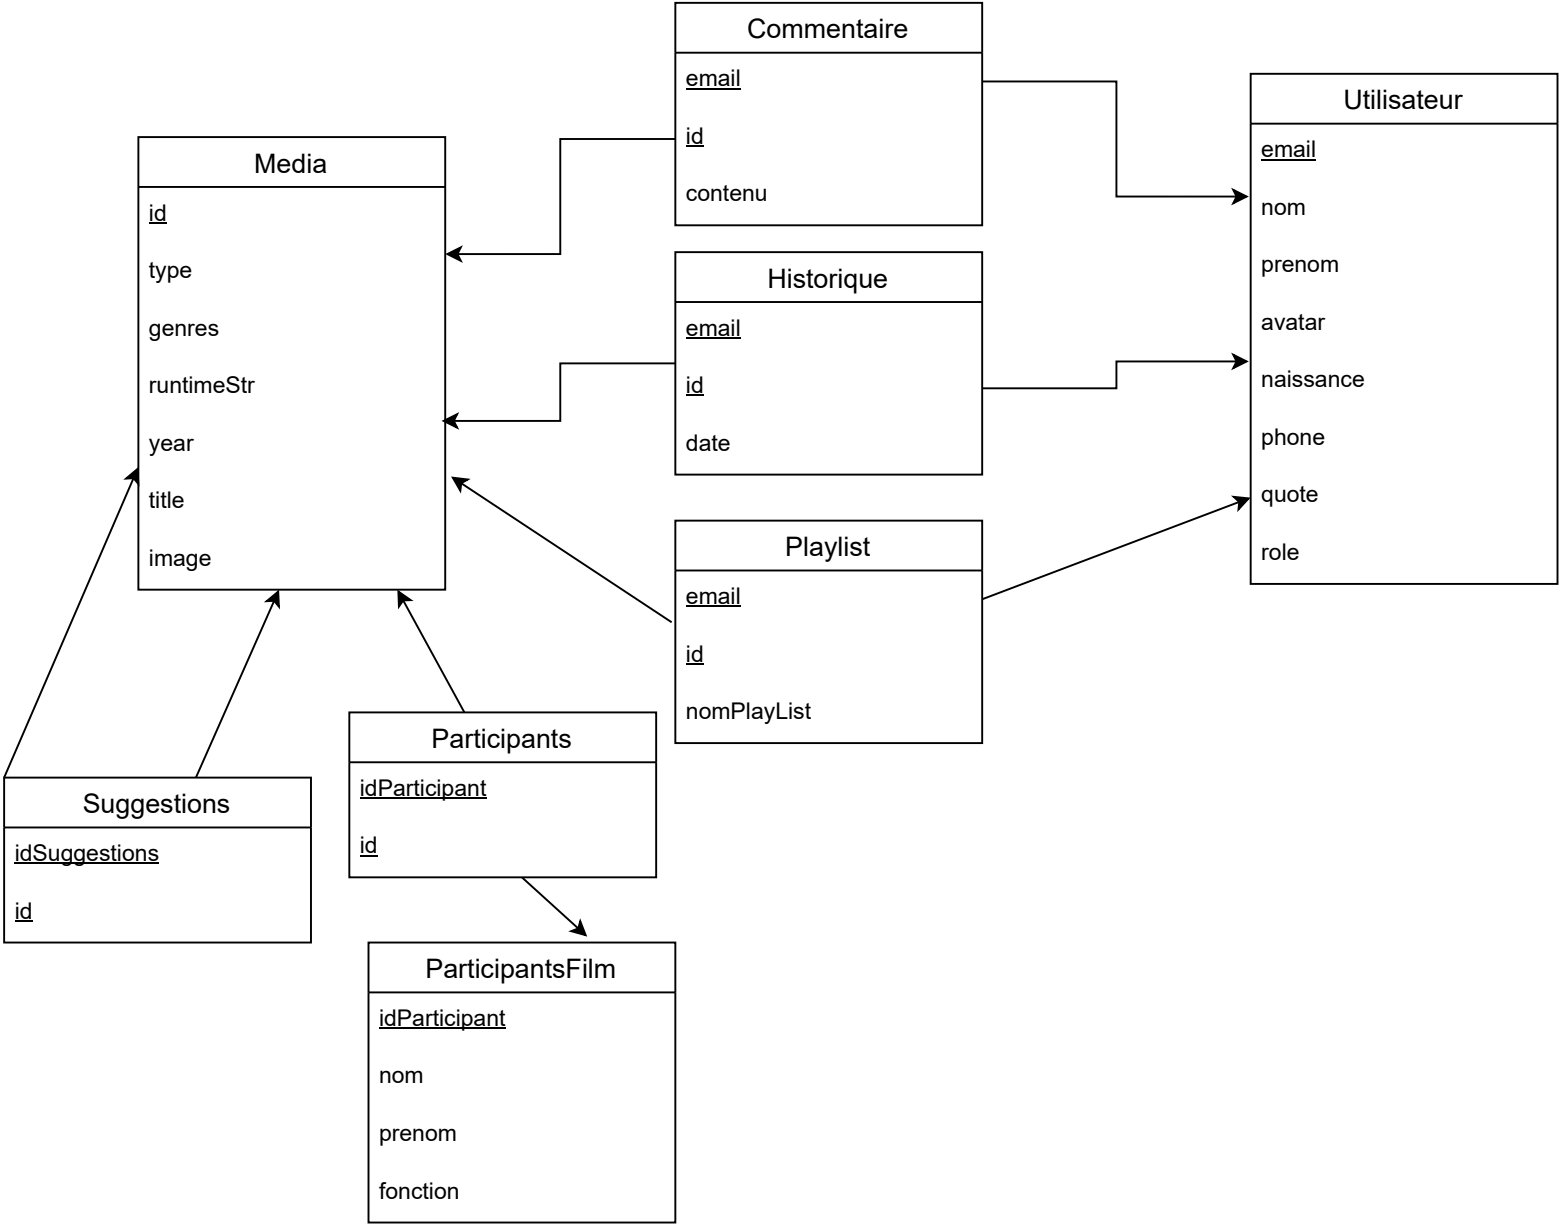 Commentaire
email
id
contenu
Utilisateur
email
nom
prenom
avatar
naissance
phone
quote
role
Media
id
type
genres
runtimeStr
year
title
image
Historique
email
id
date
Playlist
email
id
nomPlayList
Participants
idParticipant
id
Suggestions
idSuggestions
id
ParticipantsFilm
idParticipant
nom
prenom
fonction